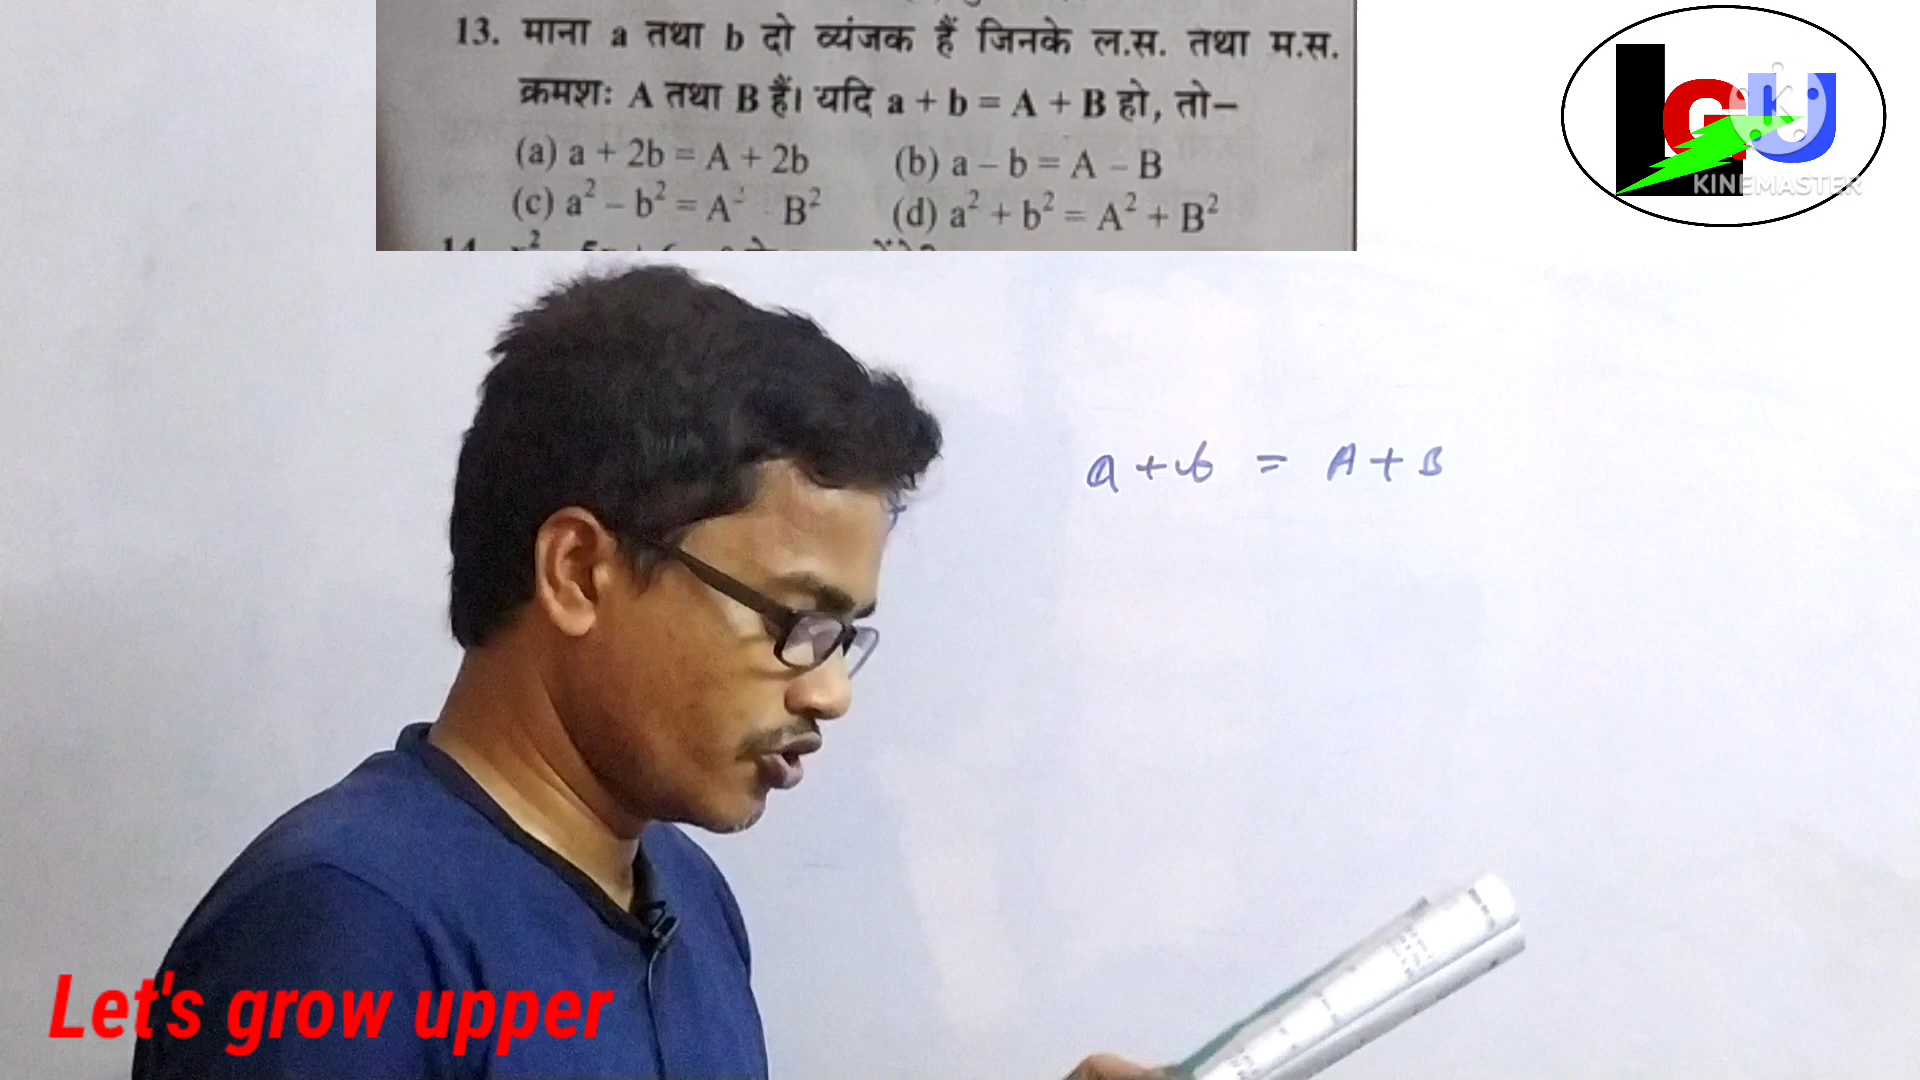 13. माना a तथा b दो व्यंजक हैं जिनके ल.स. तथा म.स.
क्रमशः A तथा B हैं। यदि a + b = A + B हो, तो–
(a) a + 2b = A + 2b (b) a – b = A – B
(c) a² – b² = A² - B² (d) a² + b² = A² + B²
LGU
K
KINEMASTER
a + b = A + B
Let's grow upper